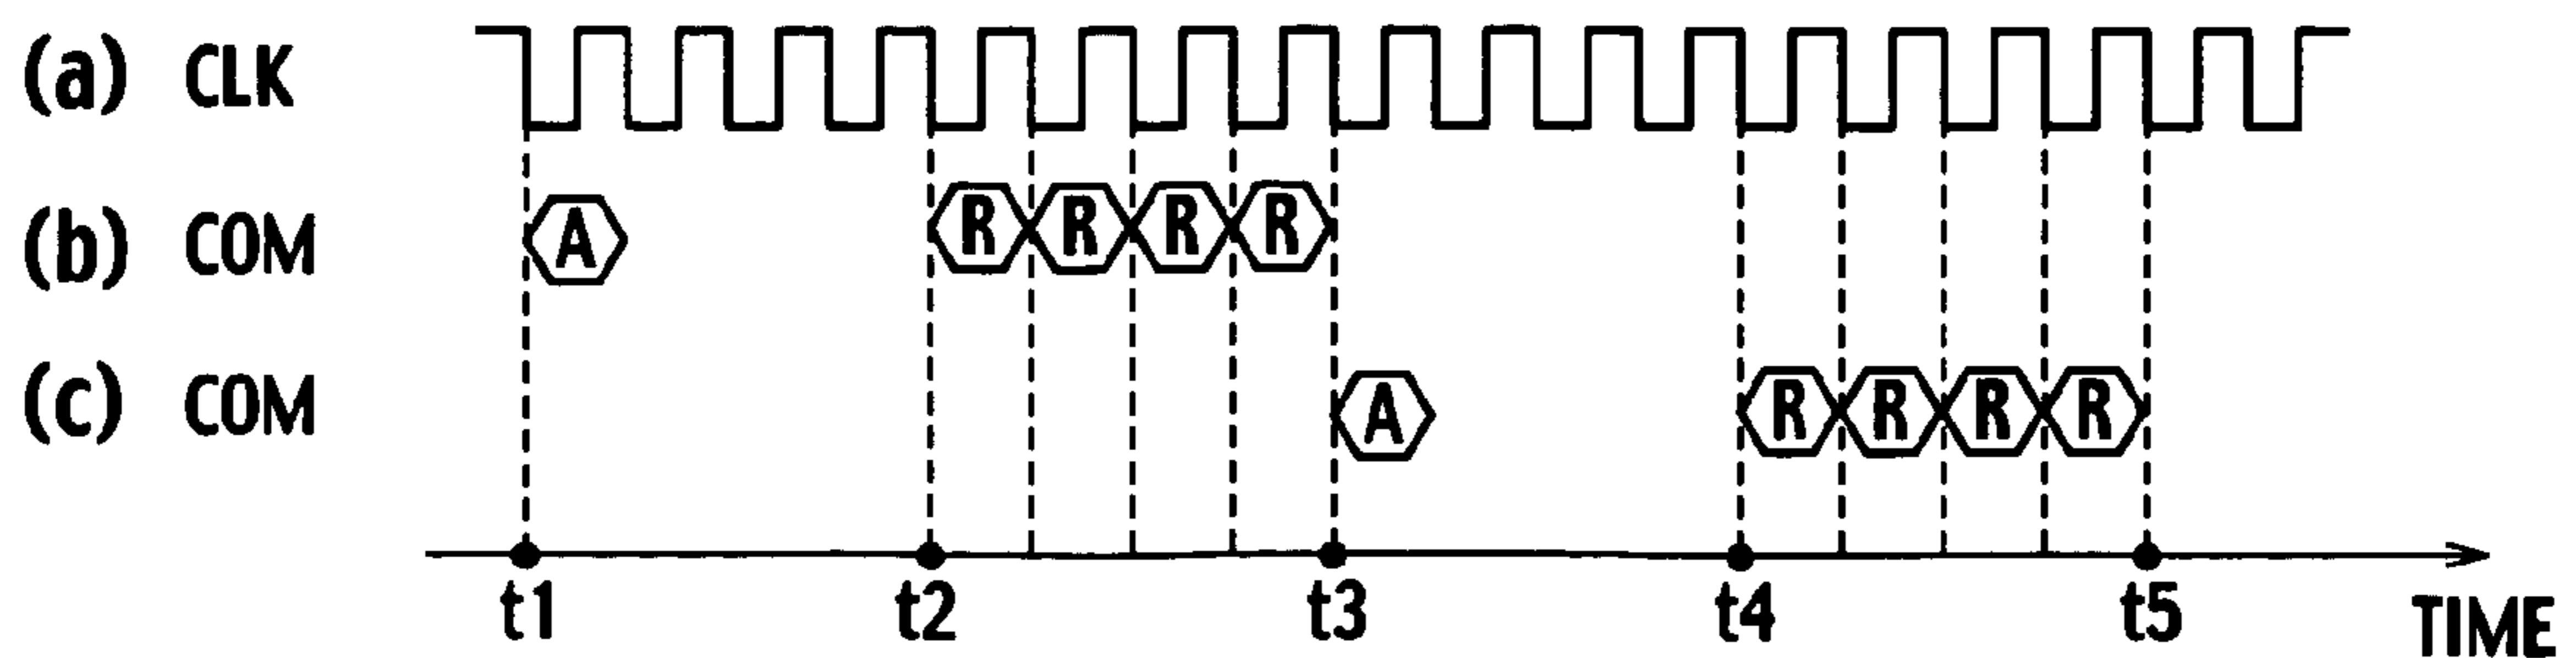 (a) CLK
(b) COM A R R R R
(c) COM A R R R R
t1 t2 t3 t4 t5 TIME